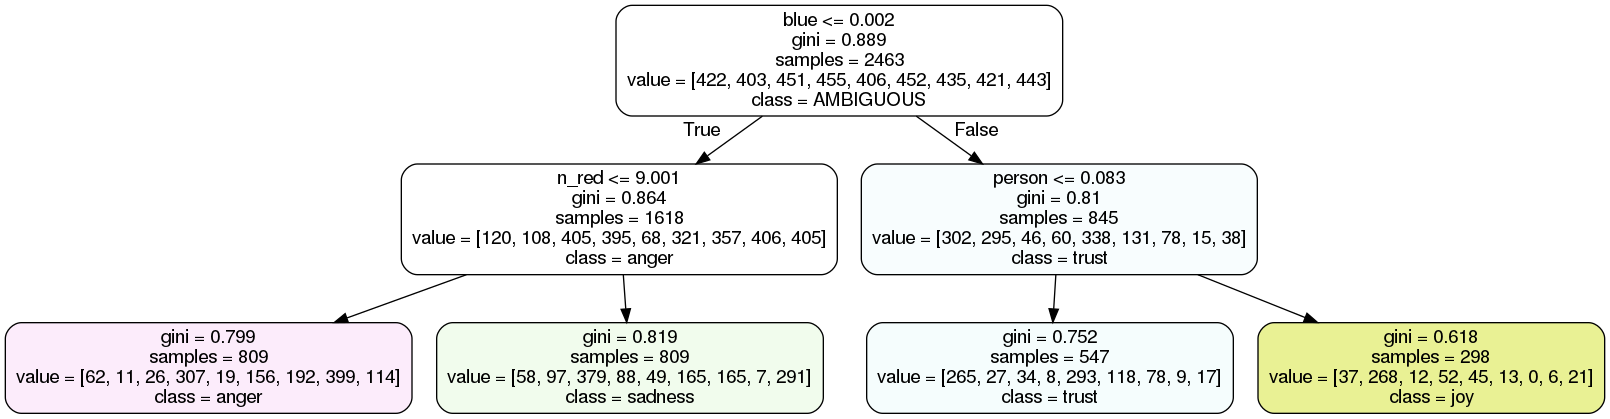 blue <= 0.002
gini = 0.889
samples = 2463
value = [422, 403, 451, 455, 406, 452, 435, 421, 443]
class = AMBIGUOUS
True
False
n_red <= 9.001
gini = 0.864
samples = 1618
value = [120, 108, 405, 395, 68, 321, 357, 406, 405]
class = anger
person <= 0.083
gini = 0.81
samples = 845
value = [302, 295, 46, 60, 338, 131, 78, 15, 38]
class = trust
gini = 0.799
samples = 809
value = [62, 11, 26, 307, 19, 156, 192, 399, 114]
class = anger
gini = 0.819
samples = 809
value = [58, 97, 379, 88, 49, 165, 165, 7, 291]
class = sadness
gini = 0.752
samples = 547
value = [265, 27, 34, 8, 293, 118, 78, 9, 17]
class = trust
gini = 0.618
samples = 298
value = [37, 268, 12, 52, 45, 13, 0, 6, 21]
class = joy